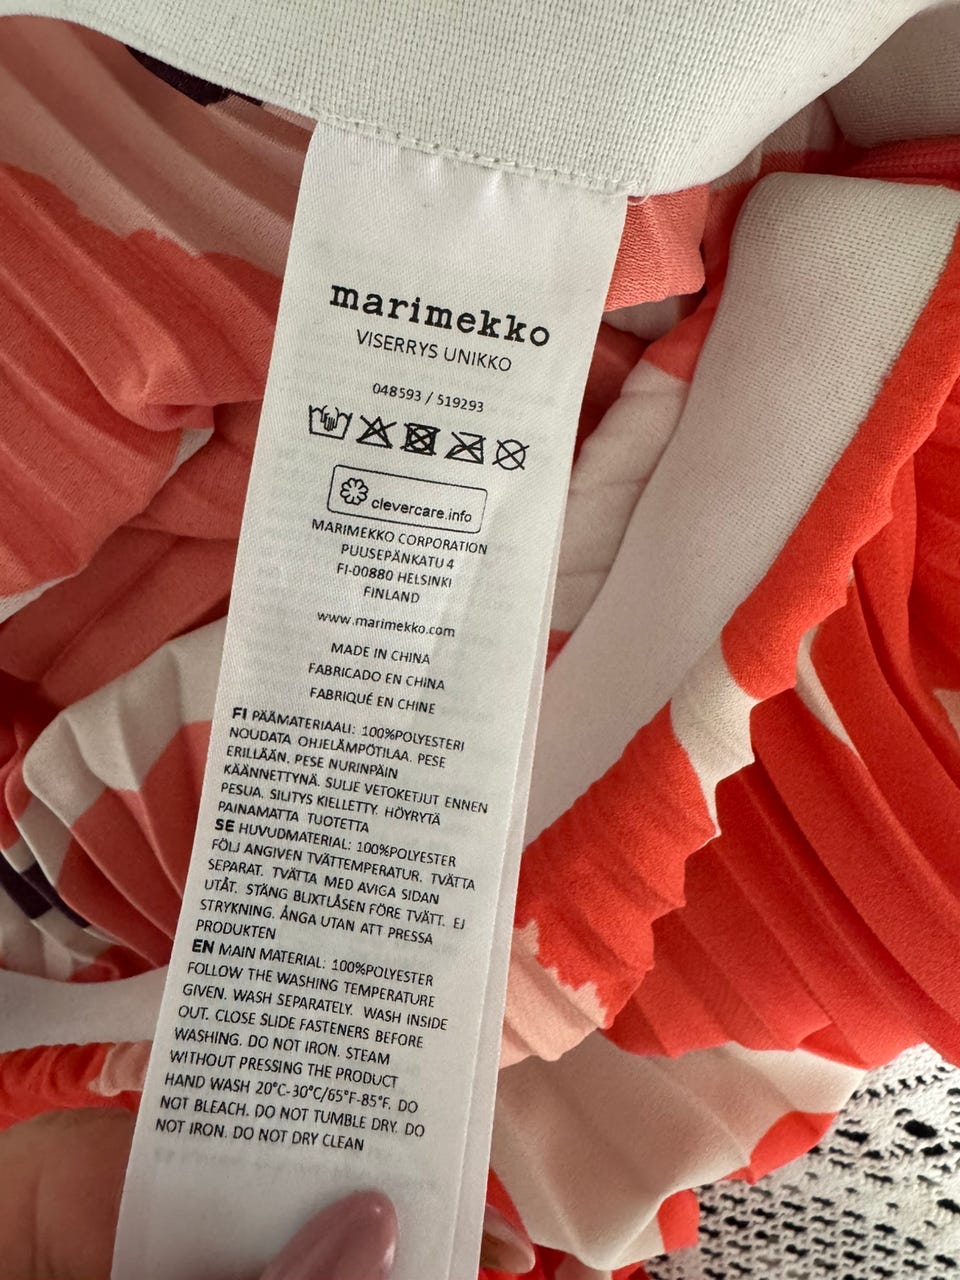 marimekko
VISERRYS UNIKKO
048593 / 519293
clevercare.info
MARIMEKKO CORPORATION
PUUSEPÄNKATU 4
FI-00880 HELSINKI
FINLAND
www.marimekko.com
MADE IN CHINA
FABRICADO EN CHINA
FABRIQUÉ EN CHINE
FI PÄÄMATERIAALI: 100%POLYESTERI
NOUDATA OHJELÄMPÖTILAA. PESE
ERILLÄÄN. PESE NURINPÄIN
KÄÄNNETTYNÄ. SULJE VETOKETJUT ENNEN
PESUA. SILITYS KIELLETTY. HÖYRYTÄ
PAINAMATTA TUOTETTA
SE HUVUDMATERIAL: 100%POLYESTER
FÖLJ ANGIVEN TVÄTTEMPERATUR. TVÄTTA
SEPARAT. TVÄTTA MED AVIGA SIDAN
UTÅT. STÄNG BLIXTLÅSEN FÖRE TVÄTT. EJ
STRYKNING. ÅNGA UTAN ATT PRESSA
PRODUKTEN
EN MAIN MATERIAL: 100%POLYESTER
FOLLOW THE WASHING TEMPERATURE
GIVEN. WASH SEPARATELY. WASH INSIDE
OUT. CLOSE SLIDE FASTENERS BEFORE
WASHING. DO NOT IRON. STEAM
WITHOUT PRESSING THE PRODUCT
HAND WASH 20°C-30°C/65°F-85°F. DO
NOT BLEACH. DO NOT TUMBLE DRY. DO
NOT IRON. DO NOT DRY CLEAN